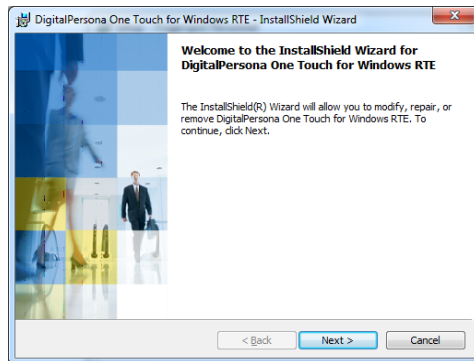 DigitalPersona One Touch for Windows RTE - InstallShield Wizard
Welcome to the InstallShield Wizard for
DigitalPersona One Touch for Windows RTE
The InstallShield(R) Wizard will allow you to modify, repair, or
remove DigitalPersona One Touch for Windows RTE. To
continue, click Next.
< Back
Next >
Cancel